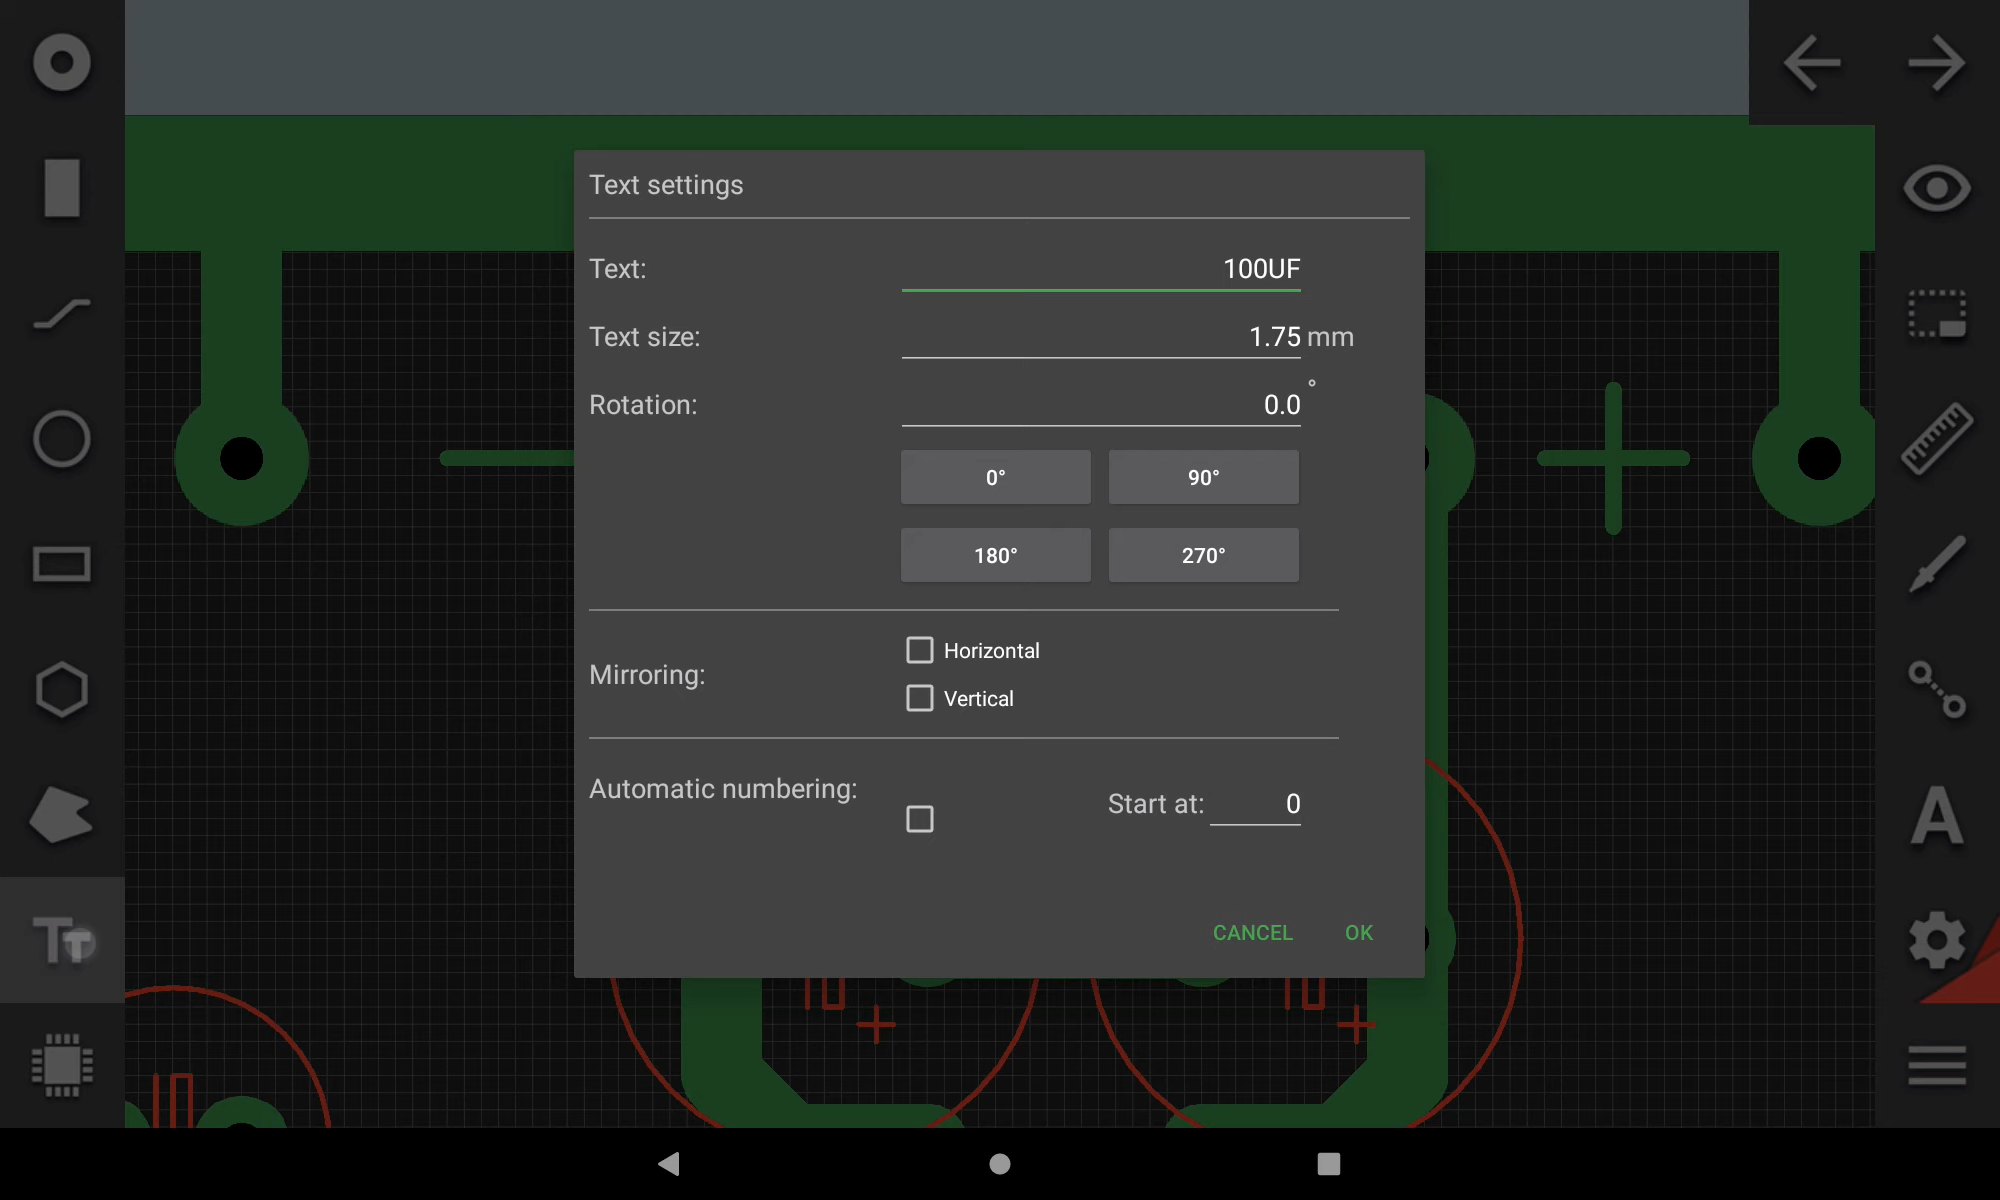 Text settings
Text: 100UF
Text size: 1.75 mm
Rotation: 0.0 °
0° 90°
180° 270°
Mirroring:
Horizontal
Vertical
Automatic numbering:
Start at: 0
CANCEL OK
A
TT